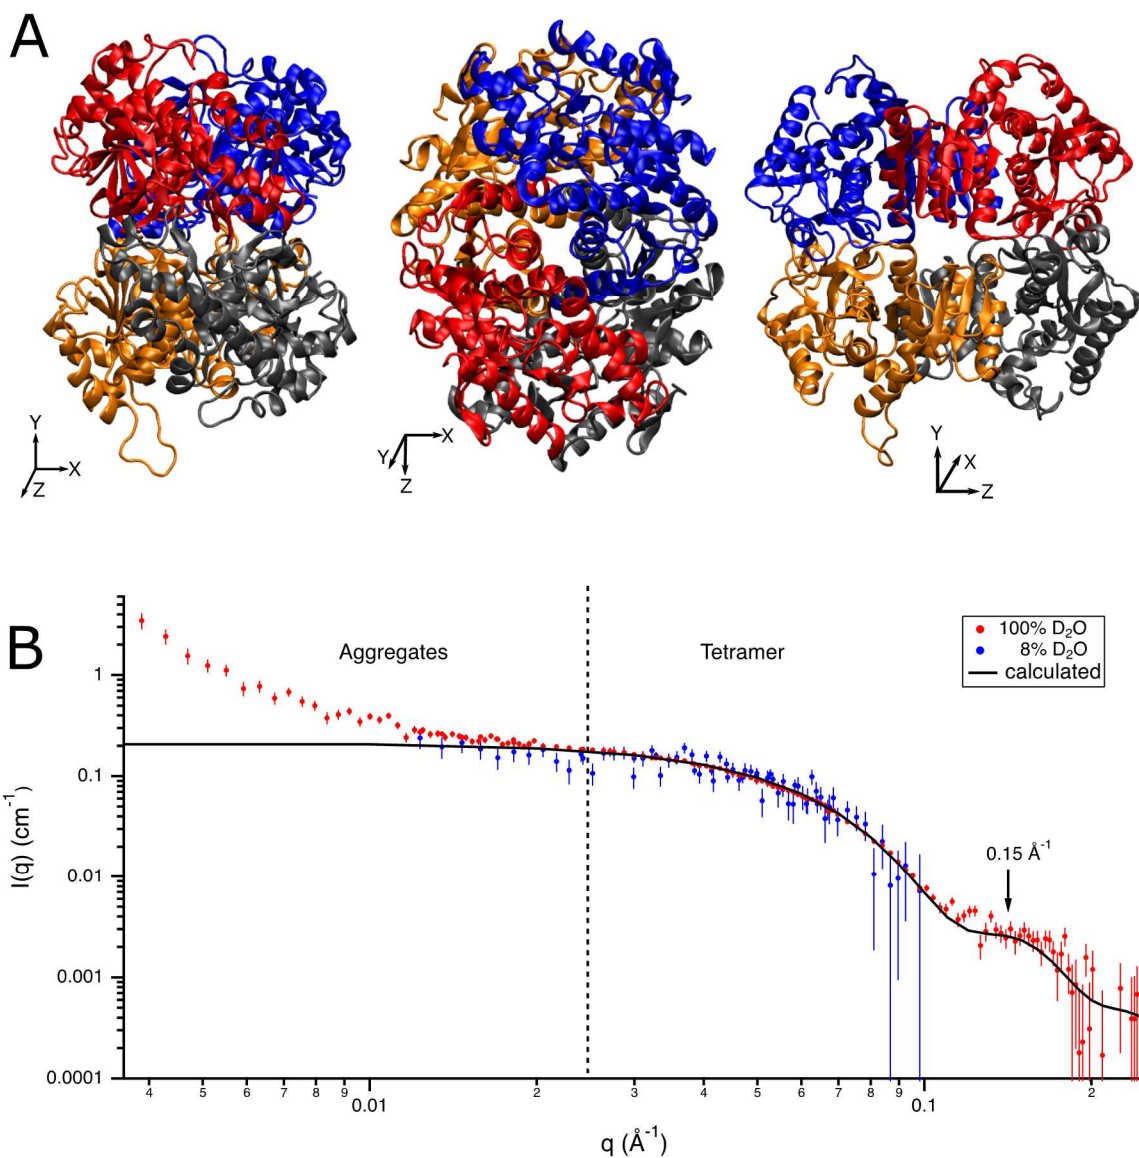 A
Y
X
Z
X
Y
Z
Y
X
Z
B
Aggregates
Tetramer
100% D₂O
8% D₂O
calculated
0.15 Å⁻¹
I(q) (cm⁻¹)
1
0.1
0.01
0.001
0.0001
4 5 6 7 8 9 2 3 4 5 6 7 8 9 2
0.01 0.1
q (Å⁻¹)